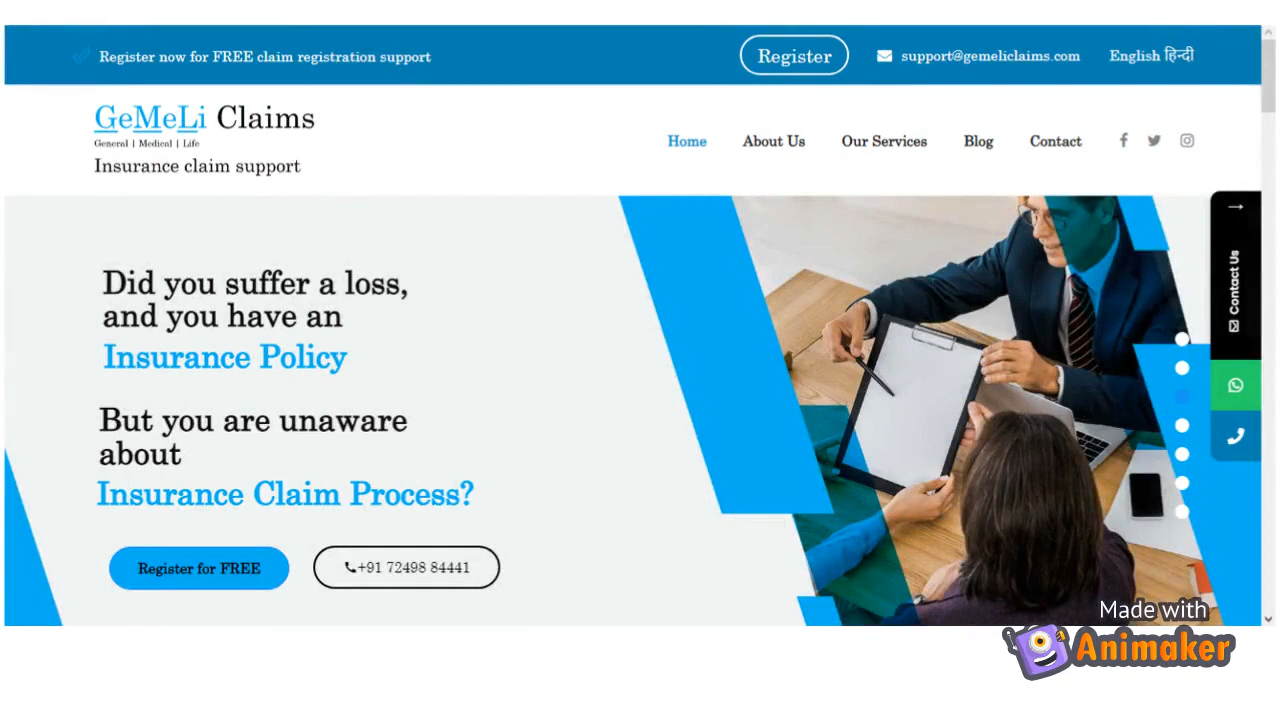 Register now for FREE claim registration support
Register
support@gemeliclaims.com
English हिन्दी
GeMeLi Claims
General | Medical | Life
Insurance claim support
Home About Us Our Services Blog Contact
Contact Us
Did you suffer a loss,
and you have an
Insurance Policy
But you are unaware
about
Insurance Claim Process?
Register for FREE
+91 72498 84441
Made with
Animaker